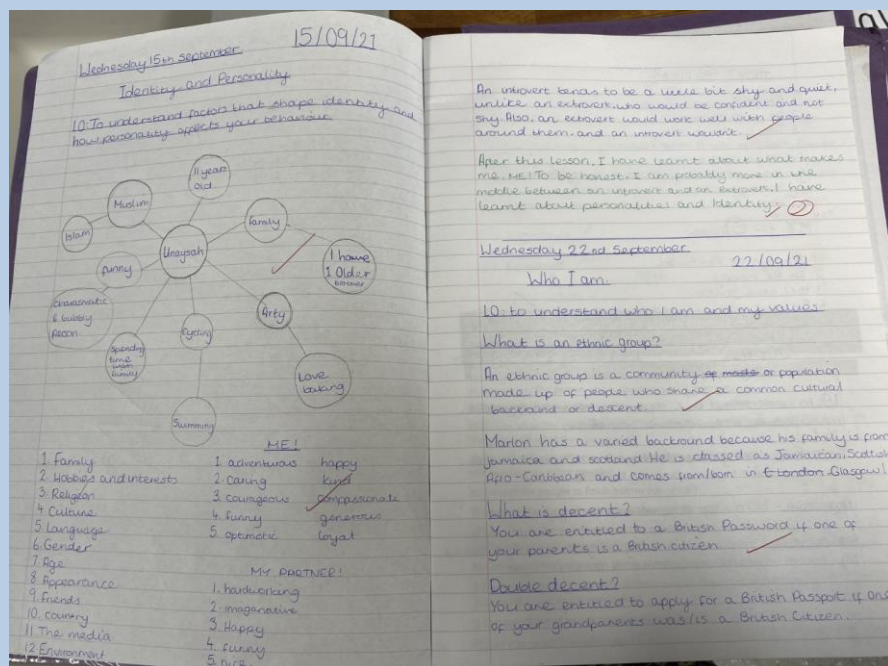 Wednesday 15th September
15/09/21
Identity and Personality
LO: To understand factors that shape identity and
how personality affects your behaviour
11 years
old
Muslim
Islam
Family
Unaysah
funny
I have
1 Older
brother
charasmatic
& bubbly
Arty
Cycling
Spending
time
with
family
Love
baking
Swimming
ME!
1. Family
2. Hobbies and interests
3. Religion
4. Culture
5. Language
6. Gender
7. Age
8. Appearance
9. Friends
10. Country
11 The media
12 Environment
1 adventurous happy
2. Caring kind
3. courageous compassionate
4. funny generous
5. optimatic loyal
MY PARTNER!
1. hardworking
2. imaganative
3. Happy
4. funny
5. nice
An introvert tends to be a little bit shy and quiet,
unlike an extrovert, who would be confident and not
shy. Also, an extrovert would work well with people
around them, and an introvert wouldn't.
After this lesson, I have learnt about what makes
me, ME! To be honest, I am probably more in the
middle between an introvert and an extrovert. I have
learnt about personalities and Identity.
2
Wednesday 22nd September
22/09/21
Who I am.
LO: to understand who I am and my values
What is an ethnic group?
An ethnic group is a community or population
made up of people who share a common cultural
backround or descent.
Marlon has a varied backround because his family is from
Jamaica and scotland. He is classed as Jamaican, Scottish
Afro-Caribbean and comes from/born in London Glasgow!
What is decent?
You are entitled to a British Password if one of
your parents is a British citizen.
Double decent?
You are entitled to apply for a British Passport if one
of your grandparents was/is a British Citizen.